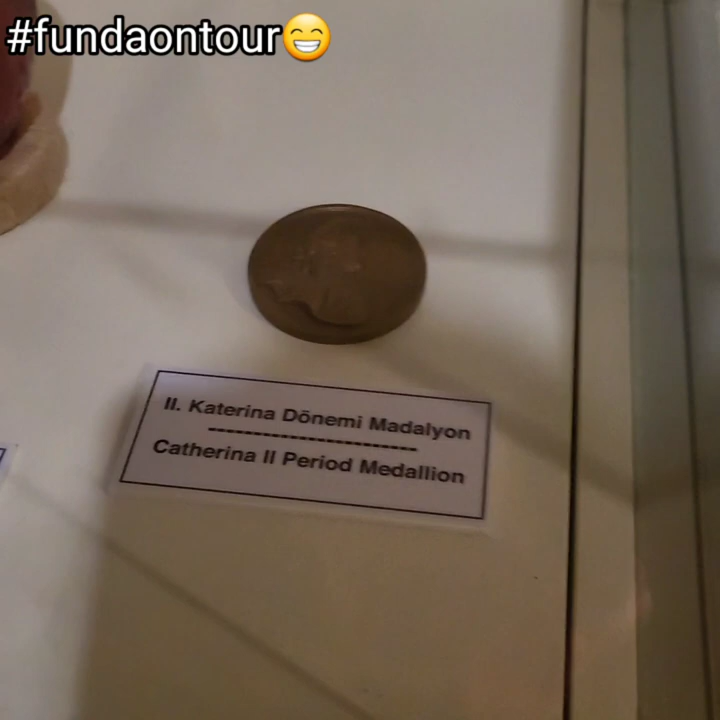 #fundaontour😁
II. Katerina Dönemi Madalyon
-----------------------
Catherina II Period Medallion